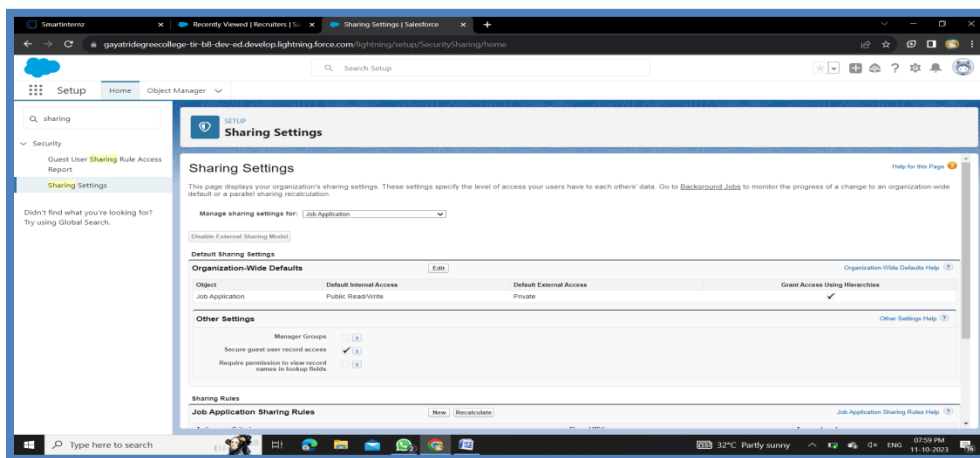 Smartinternz
Recently Viewed | Recruiters | Sa
Sharing Settings | Salesforce
gayatridegreecollege-tir-b8-dev-ed.develop.lightning.force.com/lightning/setup/SecuritySharing/home
Search Setup
Setup Home Object Manager
sharing
Security
Guest User Sharing Rule Access
Report
Sharing Settings
Didn't find what you're looking for?
Try using Global Search.
SETUP
Sharing Settings
Sharing Settings
Help for this Page
This page displays your organization's sharing settings. These settings specify the level of access your users have to each others' data. Go to Background Jobs to monitor the progress of a change to an organization-wide
default or a parallel sharing recalculation.
Manage sharing settings for: Job Application
Disable External Sharing Model
Default Sharing Settings
Organization-Wide Defaults Edit Organization-Wide Defaults Help ?
Object Default Internal Access Default External Access Grant Access Using Hierarchies
Job Application Public Read/Write Private
Other Settings Other Settings Help ?
Manager Groups
Secure guest user record access
Require permission to view record
names in lookup fields
Sharing Rules
Job Application Sharing Rules New Recalculate Job Application Sharing Rules Help ?
Type here to search
32°C Partly sunny
ENG
07:59 PM
11-10-2023